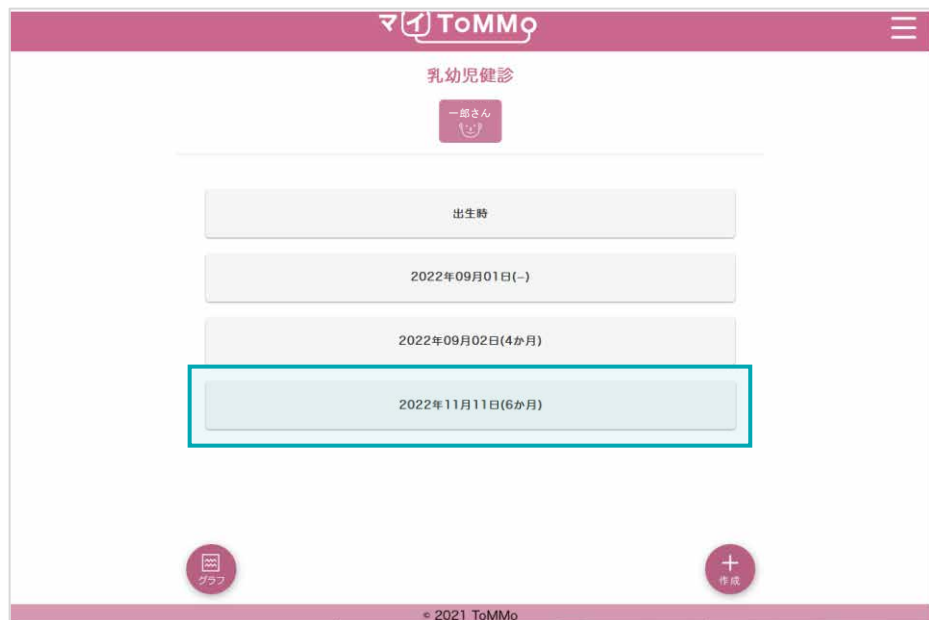 マイToMMo
乳幼児健診
一郎さん
出生時
2022年09月01日(–)
2022年09月02日(4か月)
2022年11月11日(6か月)
グラフ
作成
© 2021 ToMMo